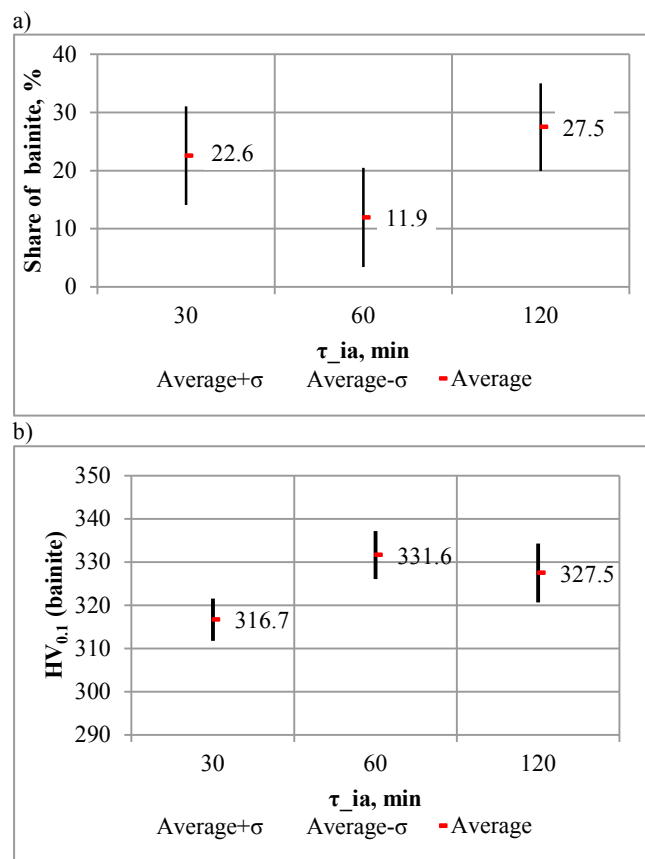 a)
40
30
20
10
0
Share of bainite, %
22.6
11.9
27.5
30 60 120
τ_ia, min
Average+σ Average-σ Average
b)
350
340
330
320
310
300
290
HV0.1 (bainite)
316.7
331.6
327.5
30 60 120
τ_ia, min
Average+σ Average-σ Average